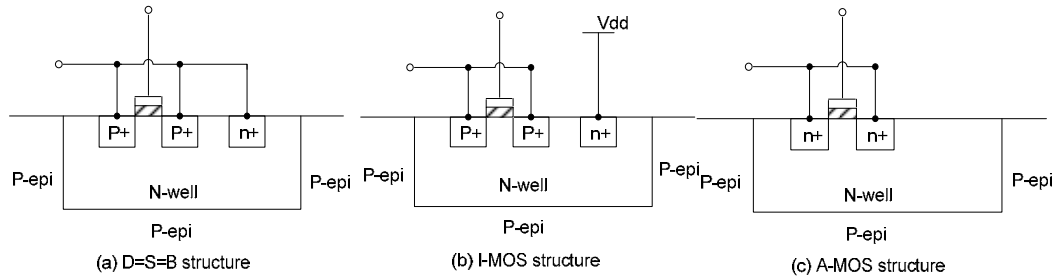 Vdd
P+ P+ n+
P+ P+ n+
n+ n+
P-epi N-well P-epi
P-epi N-well P-epi
P-epi N-well P-epi
P-epi
P-epi
P-epi
(a) D=S=B structure
(b) I-MOS structure
(c) A-MOS structure